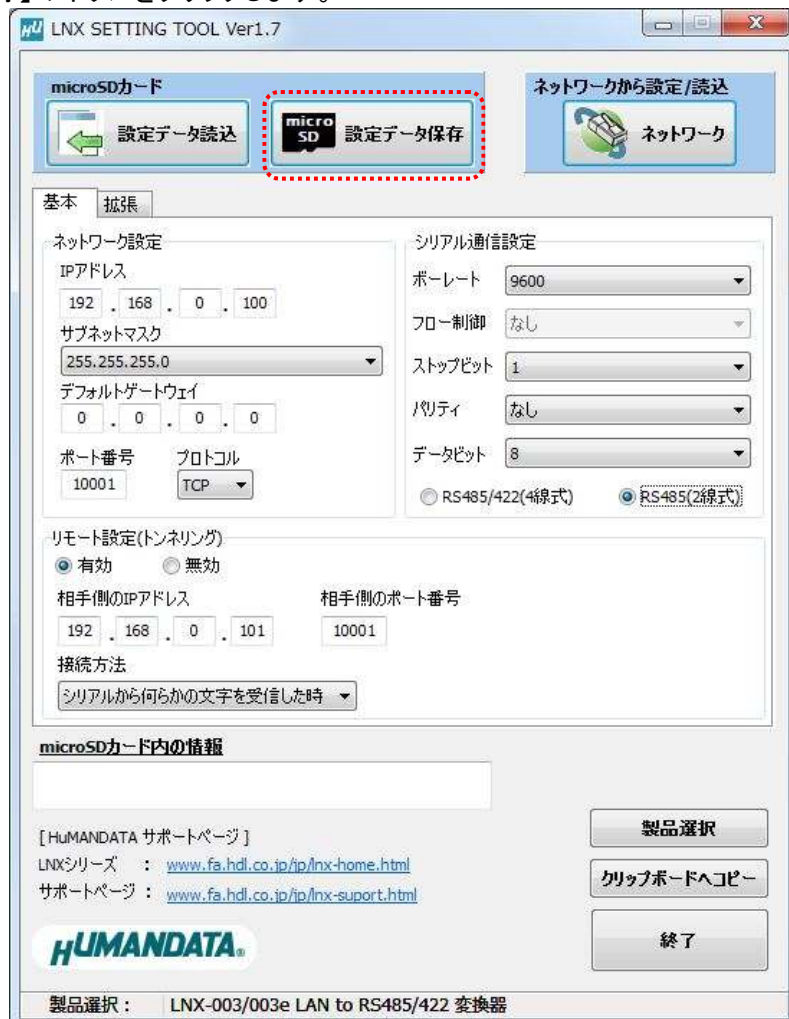 LNX SETTING TOOL Ver1.7
microSDカード
設定データ読込
micro SD 設定データ保存
ネットワークから設定/読込
ネットワーク
基本 拡張
ネットワーク設定
IPアドレス
192 . 168 . 0 . 100
サブネットマスク
255.255.255.0
デフォルトゲートウェイ
0 . 0 . 0 . 0
ポート番号 プロトコル
10001 TCP
シリアル通信設定
ボーレート 9600
フロー制御 なし
ストップビット 1
パリティ なし
データビット 8
RS485/422(4線式) RS485(2線式)
リモート設定(トンネリング)
有効 無効
相手側のIPアドレス 相手側のポート番号
192 . 168 . 0 . 101 10001
接続方法
シリアルから何らかの文字を受信した時
microSDカード内の情報
[ HuMANDATA サポートページ ]
LNXシリーズ : www.fa.hdl.co.jp/jp/lnx-home.html
サポートページ : www.fa.hdl.co.jp/jp/lnx-suport.html
製品選択
クリップボードへコピー
終了
HUMANDATA.
製品選択: LNX-003/003e LAN to RS485/422 変換器